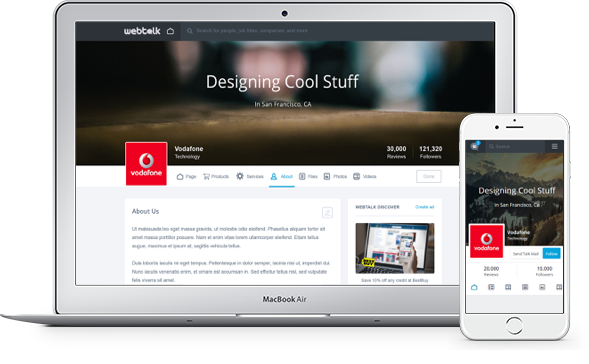 webtalk
Search for people, job titles, companies, and more
Designing Cool Stuff
In San Francisco, CA
Vodafone
Technology
30,000
Reviews
121,320
Followers
vodafone
Page
Products
Services
About
Files
Photos
Videos
About Us
Ut malesuada leo eget massa gravida, ut molestie odio eleifend. Phasellus aliquam tortor sit
amet massa porttitor posuere. Nam et enim vitae lorem ullamcorper eleifend. Etiam tellus
augue, maximus et ipsum at, sagittis vehicula tellus.
Duis lobortis iaculis mi eget tempus. Pellentesque in dolor semper, lacinia nisi ut, imperdiet dui.
Nunc iaculis venenatis enim, et ornare est accumsan in. Sed efficitur tellus nisl, sed vulputate
felis viverra sit amet.
WEBTALK DISCOVER
Create ad
Save 10% off any credit at BestBuy
MacBook Air
Search
Designing Cool Stuff
In San Francisco, CA
vodafone
Vodafone
Technology
Send Talk Mail
Follow
20,000
Reviews
10,000
Followers